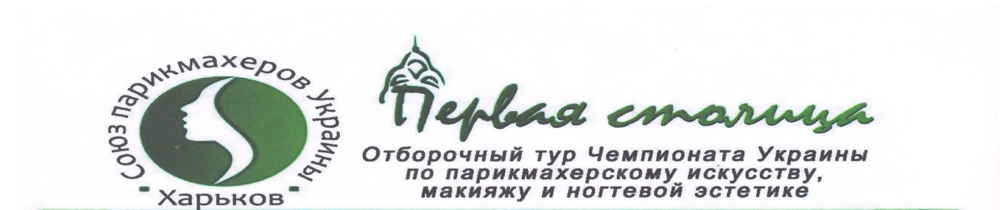 Союз парикмахеров Украины
- Харьков -
Первая столица
Отборочный тур Чемпионата Украины
по парикмахерскому искусству,
макияжу и ногтевой эстетике